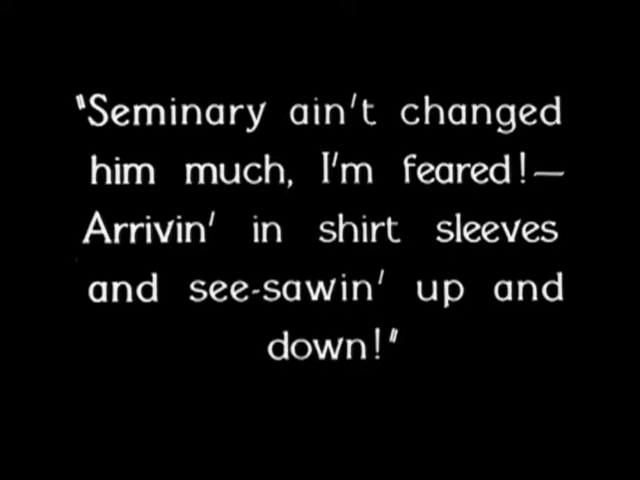 "Seminary ain't changed
him much, I'm feared!—
Arrivin' in shirt sleeves
and see-sawin' up and
down!"